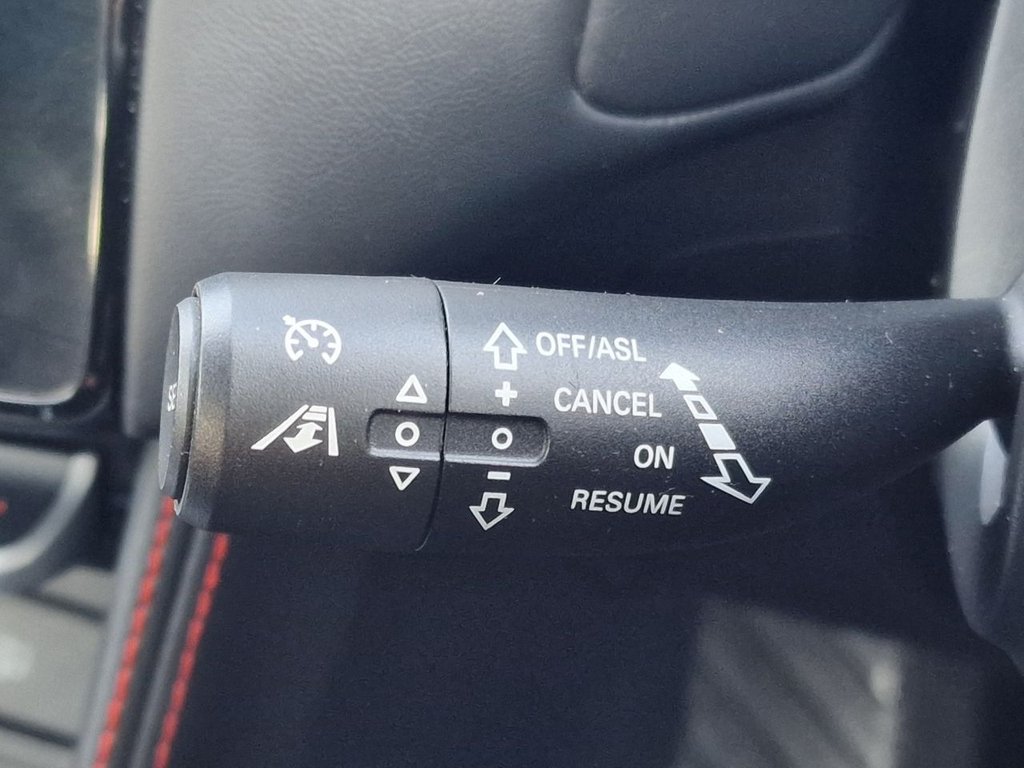 OFF/ASL
+
CANCEL
ON
-
RESUME